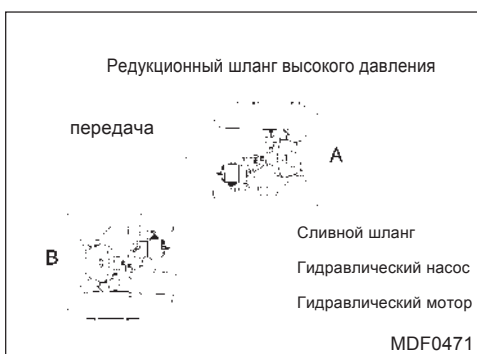 Редукционный шланг высокого давления
передача
A
B
Сливной шланг
Гидравлический насос
Гидравлический мотор
MDF0471